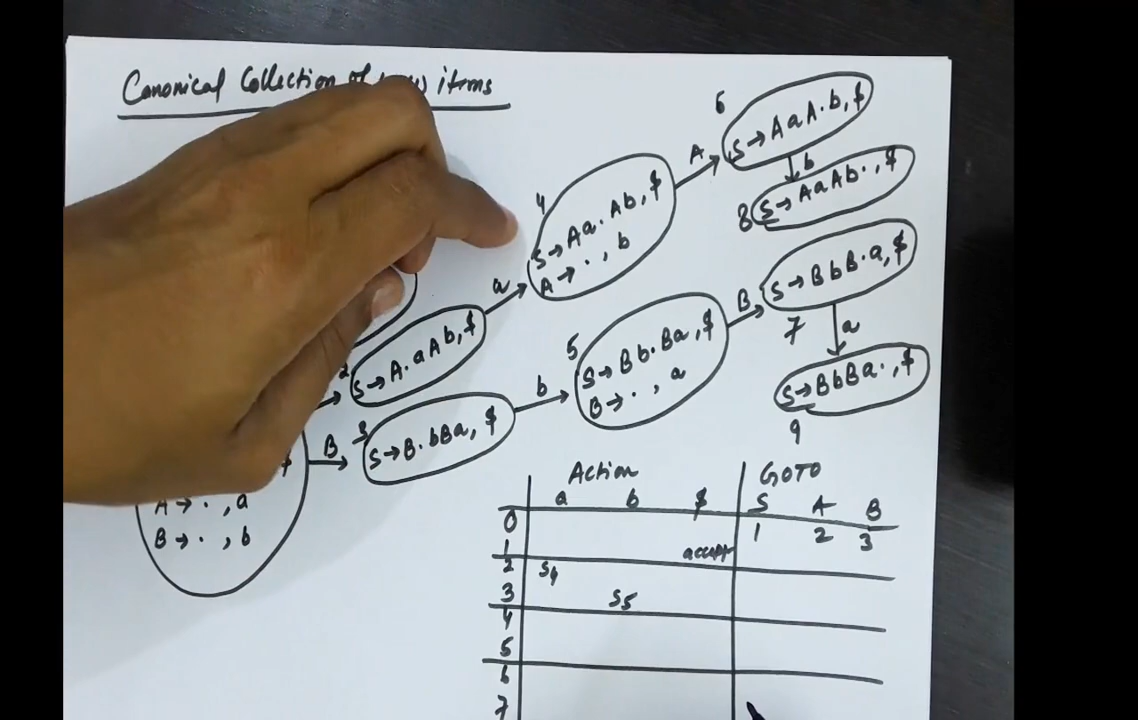 Canonical Collection of items
6
S→AaA.b,$
A
b
4
S→Aa.Ab,$
A→.,b
8
S→AaAb.,$
a
2
S→A.aAb,$
5
S→Bb.Ba,$
B→.,a
B
S→BbB.a,$
7
a
b
B
3
S→B.bBa,$
S→BbBa.,$
9
$
A→.,a
B→.,b
Action GOTO
a b $ S A B
0 1 2 3
1 accept
2 S4
3 S5
4
5
6
7